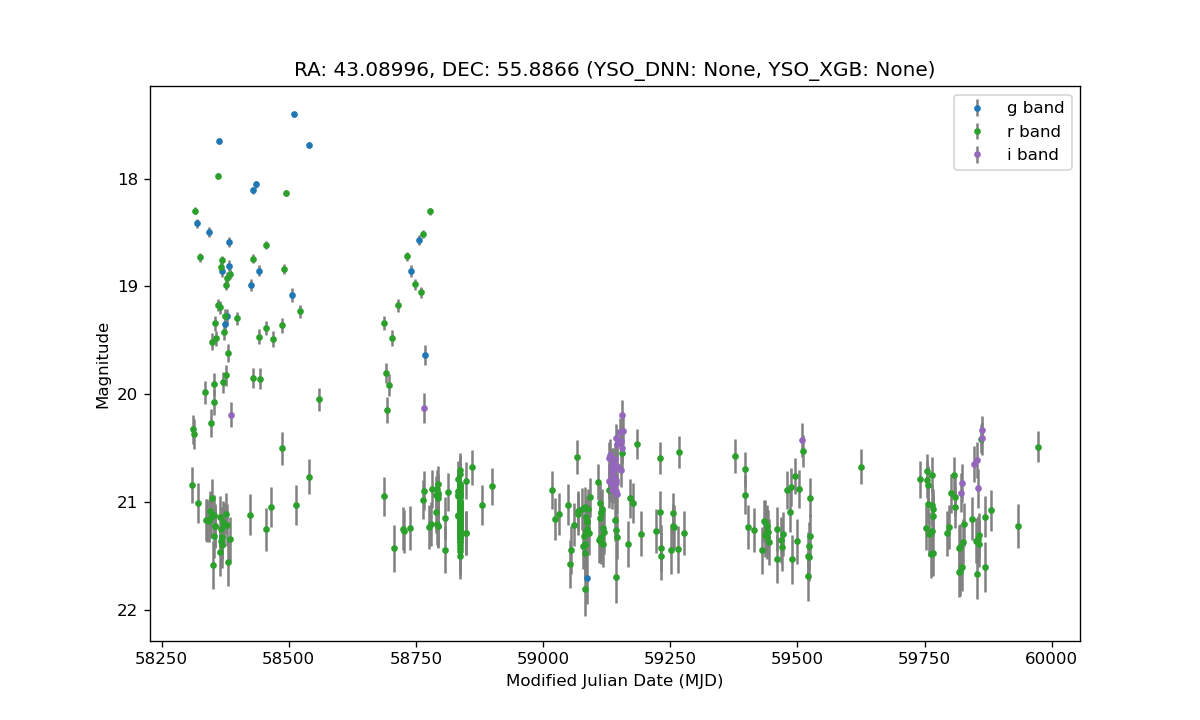 RA: 43.08996, DEC: 55.8866 (YSO_DNN: None, YSO_XGB: None)
g band
r band
i band
18
19
20
21
22
Magnitude
58250 58500 58750 59000 59250 59500 59750 60000
Modified Julian Date (MJD)